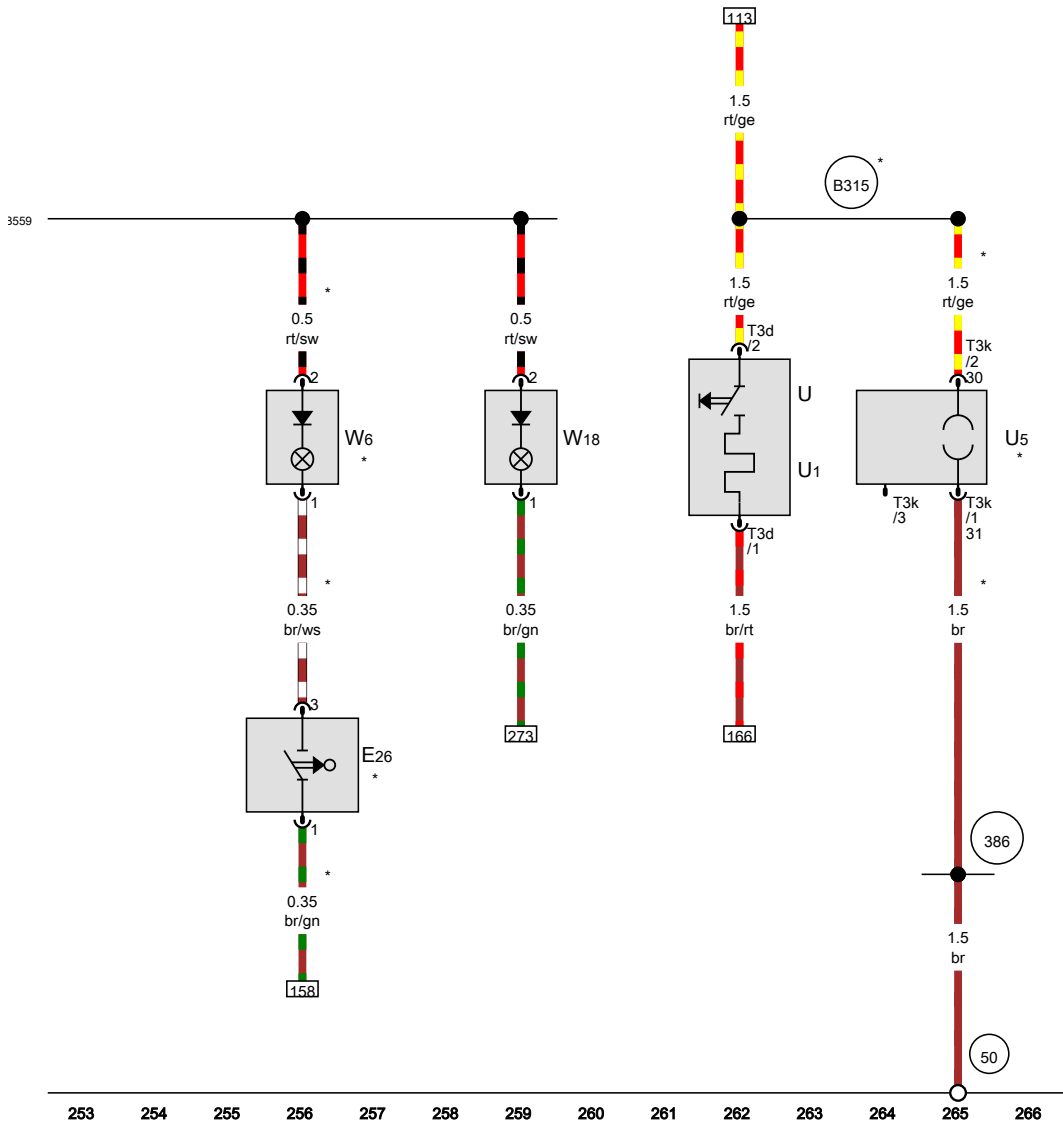 113
1.5
rt/ge
*
B315
B559
*
*
0.5
rt/sw
0.5
rt/sw
1.5
rt/ge
1.5
rt/ge
T3d
/2
T3k
/2
30
2
2
W6
*
W18
U
U1
U5
*
1
1
T3d
/1
T3k
/3
T3k
/1
31
*
*
0.35
br/ws
0.35
br/gn
1.5
br/rt
1.5
br
3
273
166
E26
*
1
386
*
0.35
br/gn
1.5
br
158
50
253 254 255 256 257 258 259 260 261 262 263 264 265 266